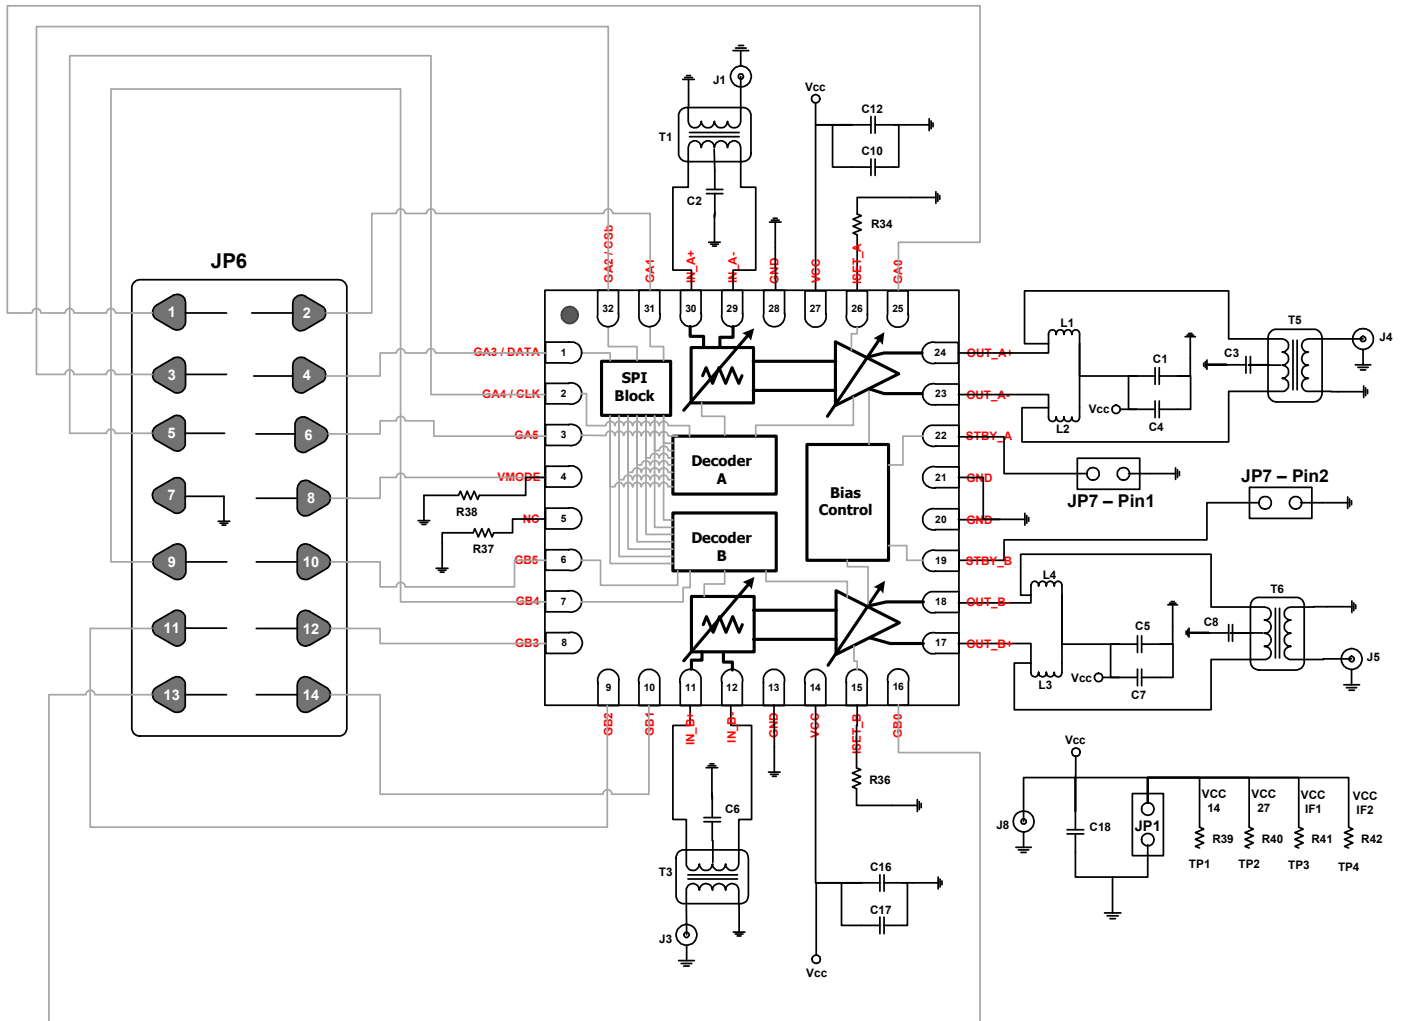 J1
Vcc
C12
T1
C10
C2
R34
GA2 / CSb
GA1
IN_A+
IN_A-
GND
VCC
ISET_A
GA0
JP6
1
2
3
4
5
6
7
8
9
10
11
12
13
14
32
31
30
29
28
27
26
25
GA3 / DATA
1
GA4 / CLK
2
GA5
3
VMODE
4
R38
NC
5
R37
GB5
6
GB4
7
GB3
8
SPI
Block
Decoder
A
Decoder
B
Bias
Control
24
OUT_A+
23
OUT_A-
22
STBY_A
21
GND
20
GND
19
STBY_B
18
OUT_B-
17
OUT_B+
L1
L2
C1
Vcc
C4
C3
T5
J4
JP7 – Pin1
JP7 – Pin2
L4
L3
C5
Vcc
C7
C8
T6
J5
9
10
11
12
13
14
15
16
GB2
GB1
IN_B+
IN_B-
GND
VCC
ISET_B
GB0
C6
T3
J3
R36
C16
C17
Vcc
Vcc
J8
C18
JP1
VCC
14
R39
TP1
VCC
27
R40
TP2
VCC
IF1
R41
TP3
VCC
IF2
R42
TP4